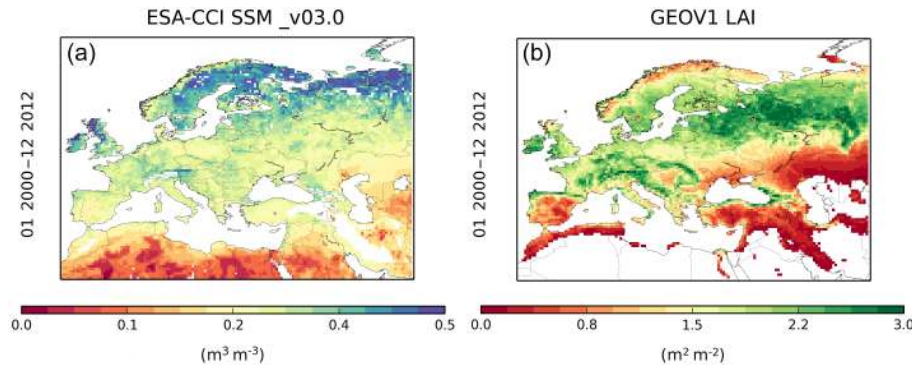 ESA-CCI SSM _v03.0
GEOV1 LAI
(a)
(b)
01 2000−12 2012
01 2000−12 2012
0.0 0.1 0.2 0.4 0.5
0.0 0.8 1.5 2.2 3.0
(m³ m⁻³)
(m² m⁻²)